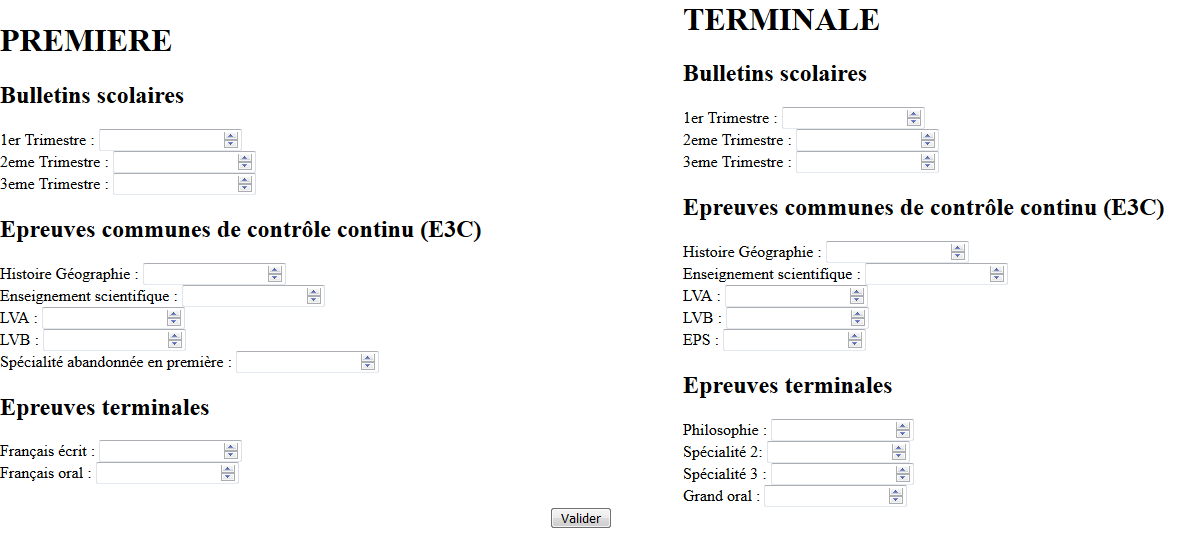 PREMIERE
Bulletins scolaires
1er Trimestre :
2eme Trimestre :
3eme Trimestre :
Epreuves communes de contrôle continu (E3C)
Histoire Géographie :
Enseignement scientifique :
LVA :
LVB :
Spécialité abandonnée en première :
Epreuves terminales
Français écrit :
Français oral :
TERMINALE
Bulletins scolaires
1er Trimestre :
2eme Trimestre :
3eme Trimestre :
Epreuves communes de contrôle continu (E3C)
Histoire Géographie :
Enseignement scientifique :
LVA :
LVB :
EPS :
Epreuves terminales
Philosophie :
Spécialité 2:
Spécialité 3 :
Grand oral :
Valider